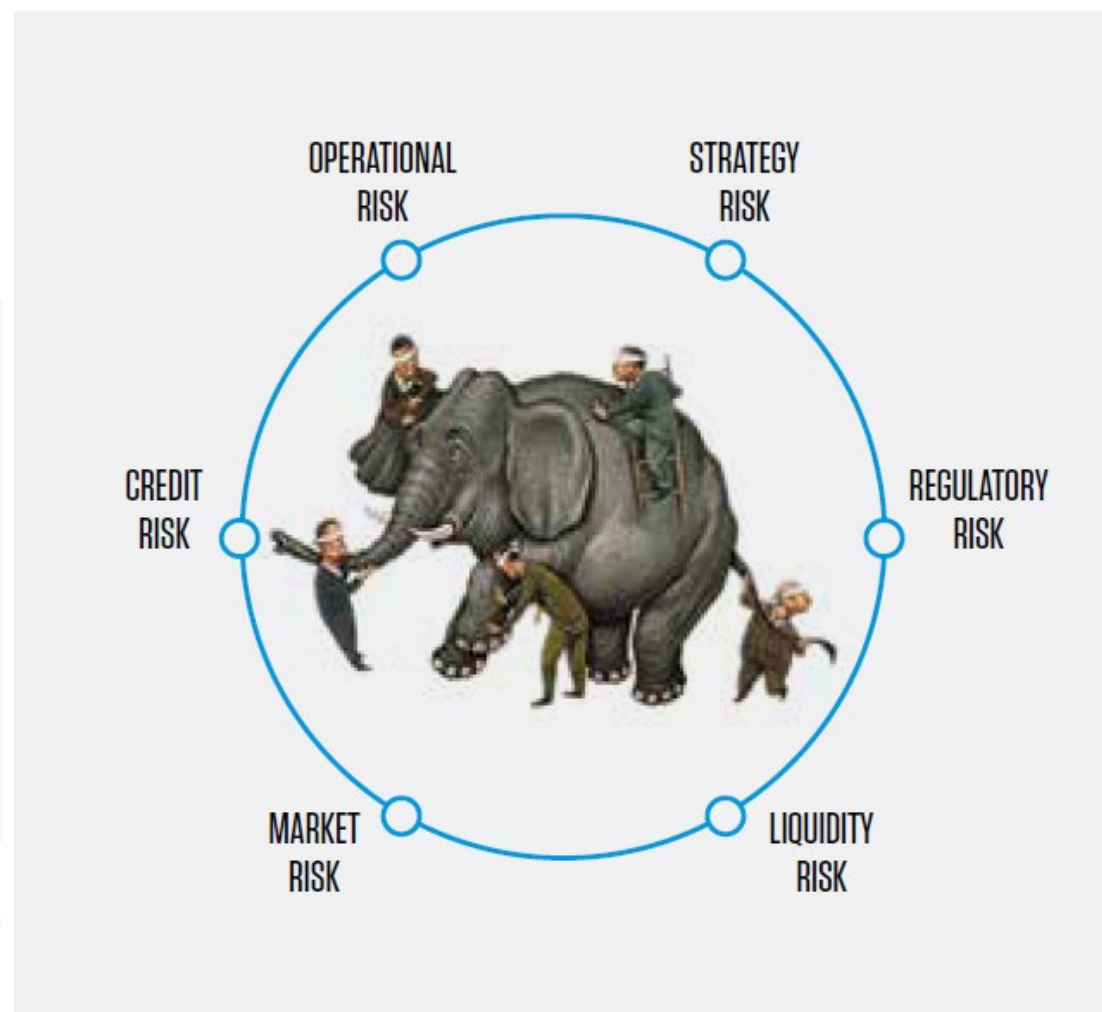 OPERATIONAL
RISK
STRATEGY
RISK
CREDIT
RISK
REGULATORY
RISK
MARKET
RISK
LIQUIDITY
RISK